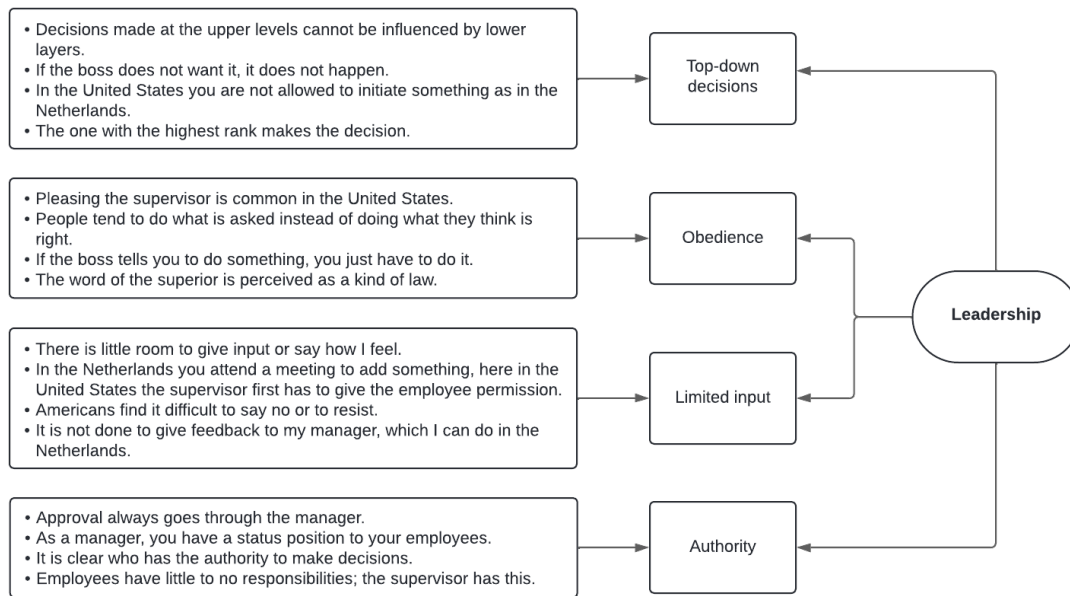 • Decisions made at the upper levels cannot be influenced by lower
layers.
• If the boss does not want it, it does not happen.
• In the United States you are not allowed to initiate something as in the
Netherlands.
• The one with the highest rank makes the decision.
Top-down
decisions
• Pleasing the supervisor is common in the United States.
• People tend to do what is asked instead of doing what they think is
right.
• If the boss tells you to do something, you just have to do it.
• The word of the superior is perceived as a kind of law.
Obedience
Leadership
• There is little room to give input or say how I feel.
• In the Netherlands you attend a meeting to add something, here in the
United States the supervisor first has to give the employee permission.
• Americans find it difficult to say no or to resist.
• It is not done to give feedback to my manager, which I can do in the
Netherlands.
Limited input
• Approval always goes through the manager.
• As a manager, you have a status position to your employees.
• It is clear who has the authority to make decisions.
• Employees have little to no responsibilities; the supervisor has this.
Authority